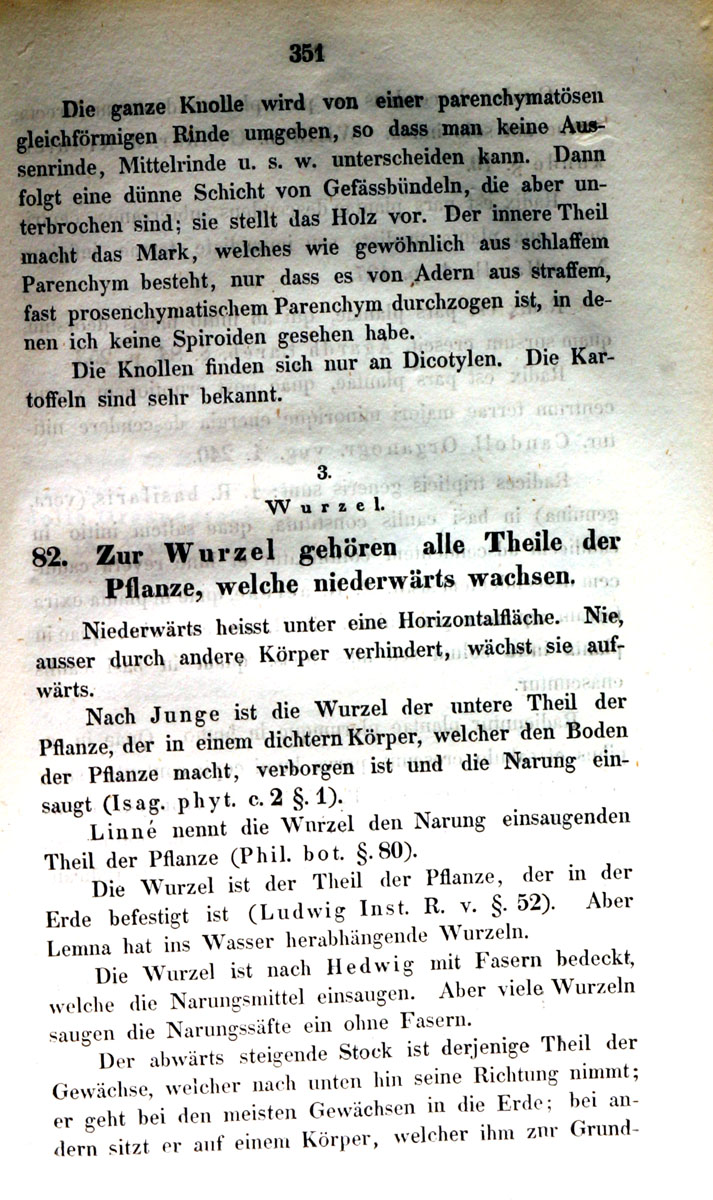 351
Die ganze Knolle wird von einer parenchymatösen
gleichförmigen Rinde umgeben, so dass man keine Aus-
senrinde, Mittelrinde u. s. w. unterscheiden kann. Dann
folgt eine dünne Schicht von Gefässbündeln, die aber un-
terbrochen sind; sie stellt das Holz vor. Der innere Theil
macht das Mark, welches wie gewöhnlich aus schlaffem
Parenchym besteht, nur dass es von Adern aus straffem,
fast prosenchymatischem Parenchym durchzogen ist, in de-
nen ich keine Spiroiden gesehen habe.
Die Knollen finden sich nur an Dicotylen. Die Kar-
toffeln sind sehr bekannt.
3.
Wurzel.
82. Zur Wurzel gehören alle Theile der
Pflanze, welche niederwärts wachsen.
Niederwärts heisst unter eine Horizontalfläche. Nie,
ausser durch andere Körper verhindert, wächst sie auf-
wärts.
Nach Junge ist die Wurzel der untere Theil der
Pflanze, der in einem dichtern Körper, welcher den Boden
der Pflanze macht, verborgen ist und die Narung ein-
saugt (Isag. phyt. c. 2 §. 1).
Linné nennt die Wurzel den Narung einsaugenden
Theil der Pflanze (Phil. bot. §. 80).
Die Wurzel ist der Theil der Pflanze, der in der
Erde befestigt ist (Ludwig Inst. R. v. §. 52). Aber
Lemna hat ins Wasser herabhängende Wurzeln.
Die Wurzel ist nach Hedwig mit Fasern bedeckt,
welche die Narungsmittel einsaugen. Aber viele Wurzeln
saugen die Narungssäfte ein ohne Fasern.
Der abwärts steigende Stock ist derjenige Theil der
Gewächse, welcher nach unten hin seine Richtung nimmt;
er geht bei den meisten Gewächsen in die Erde; bei an-
dern sitzt er auf einem Körper, welcher ihm zur Grund-